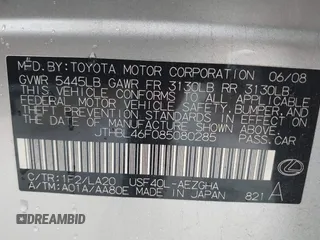 MFD.BY:TOYOTA MOTOR CORPORATION 06/08
GVWR 5445LB GAWR FR 3130LB RR 3130LB
THIS VEHICLE CONFORMS TO ALL APPLICABLE
FEDERAL MOTOR VEHICLE SAFETY, BUMPER, AND
THEFT PREVENTION STANDARDS IN EFFECT ON
THE DATE OF MANUFACTURE SHOWN ABOVE.
JTHBL46F085080285 PASS.CAR
C/TR:1F2/LA20 USF40L-AEZGHA
A/TM:A01A/AA80E MADE IN JAPAN 821 A